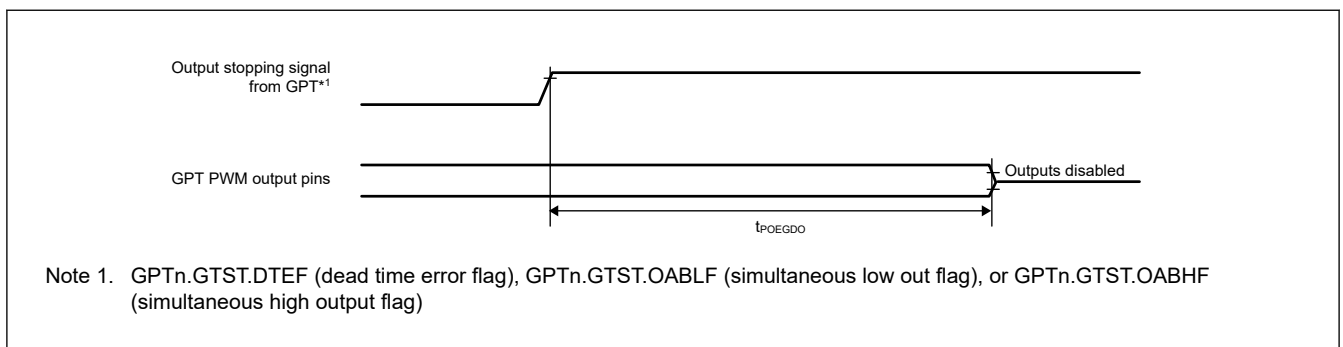 Output stopping signal
from GPT*1
GPT PWM output pins
Outputs disabled
tPOEGDO
Note 1. GPTn.GTST.DTEF (dead time error flag), GPTn.GTST.OABLF (simultaneous low out flag), or GPTn.GTST.OABHF
(simultaneous high output flag)